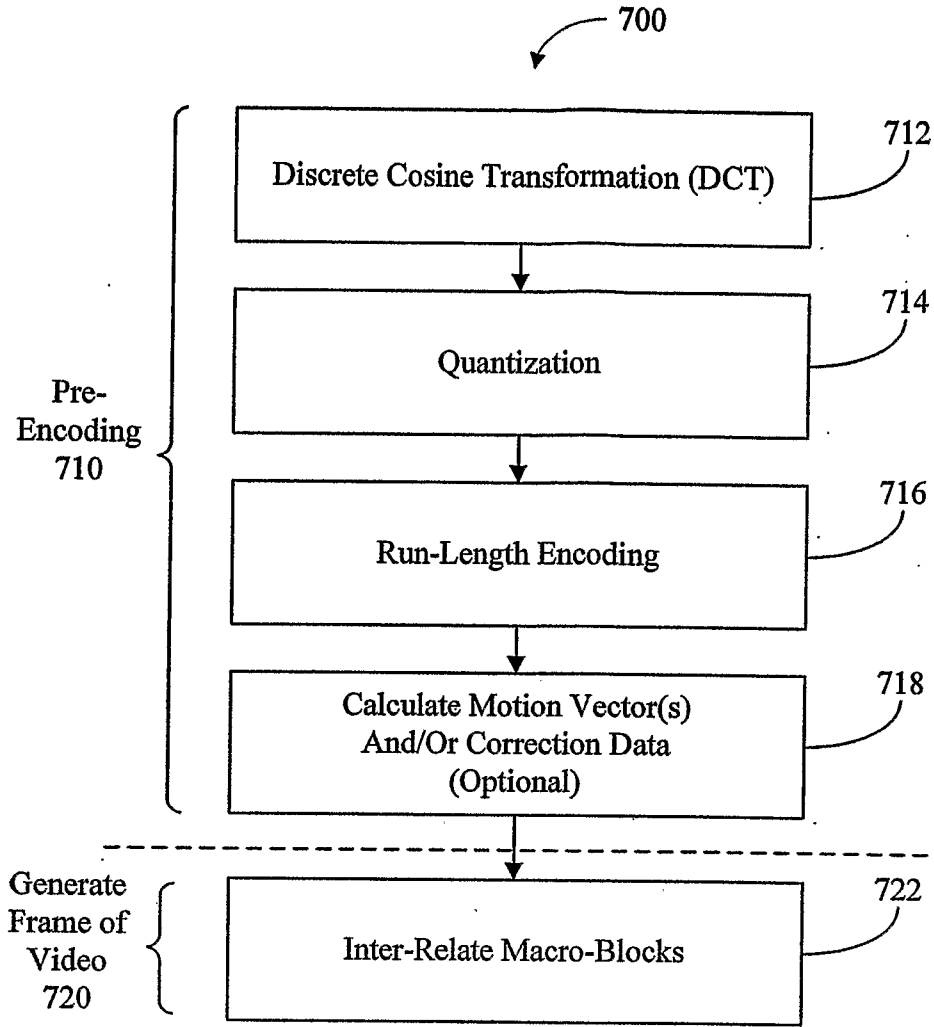 700
Discrete Cosine Transformation (DCT)
712
Quantization
714
Pre-
Encoding
710
Run-Length Encoding
716
Calculate Motion Vector(s)
And/Or Correction Data
(Optional)
718
Generate
Frame of
Video
720
Inter-Relate Macro-Blocks
722